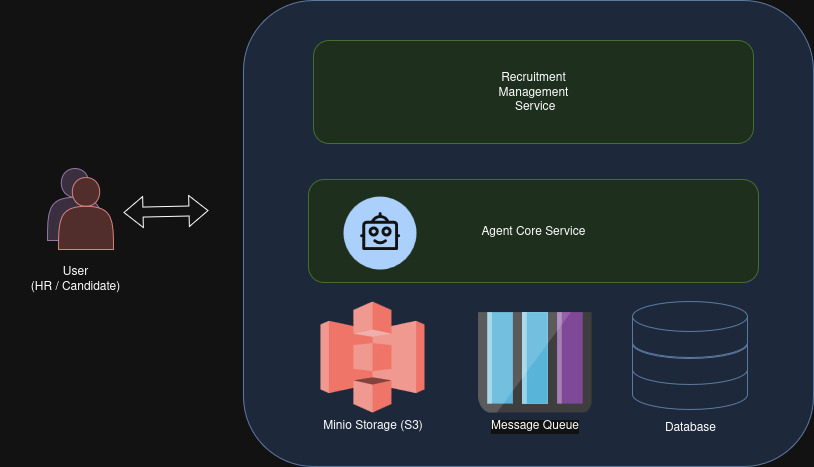 Recruitment
Management
Service
Agent Core Service
User
(HR / Candidate)
Minio Storage (S3)
Message Queue
Database